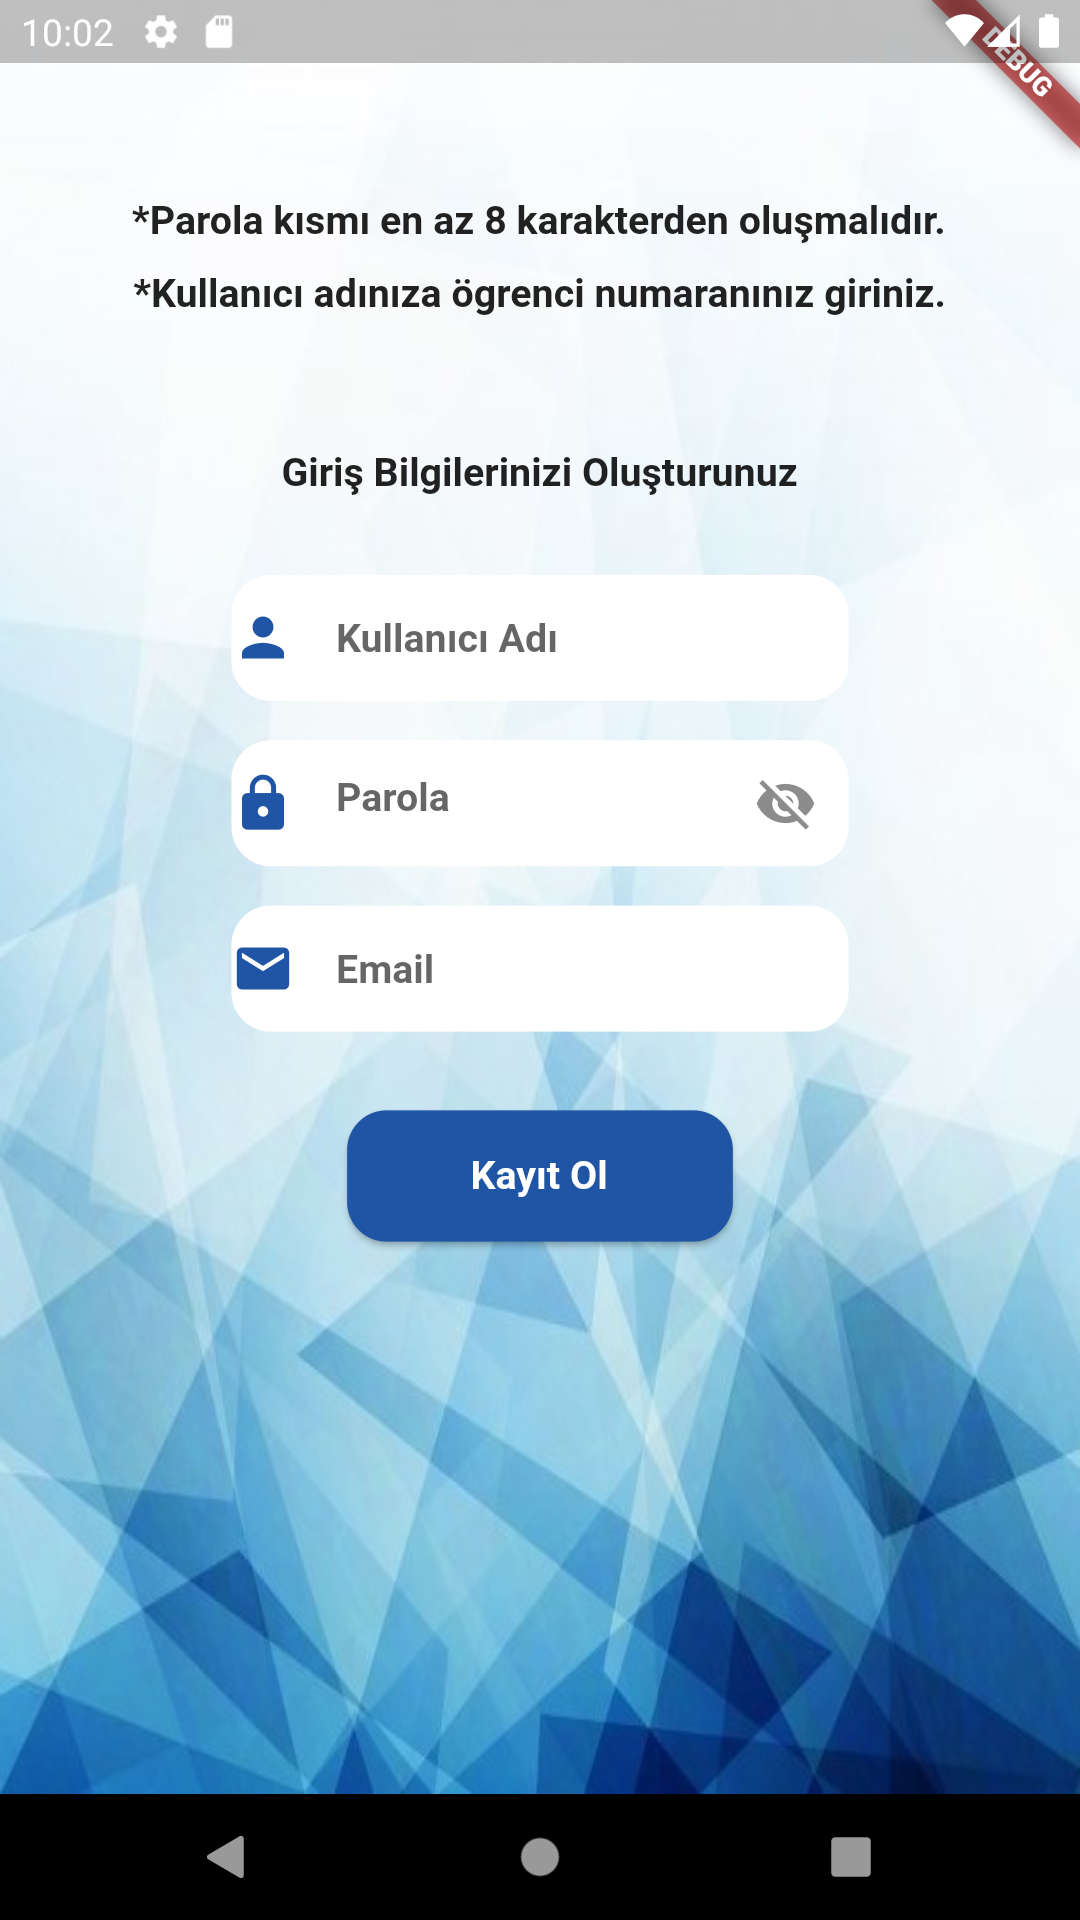 10:02
DEBUG
*Parola kısmı en az 8 karakterden oluşmalıdır.
*Kullanıcı adınıza ögrenci numaranınız giriniz.
Giriş Bilgilerinizi Oluşturunuz
Kullanıcı Adı
Parola
Email
Kayıt Ol